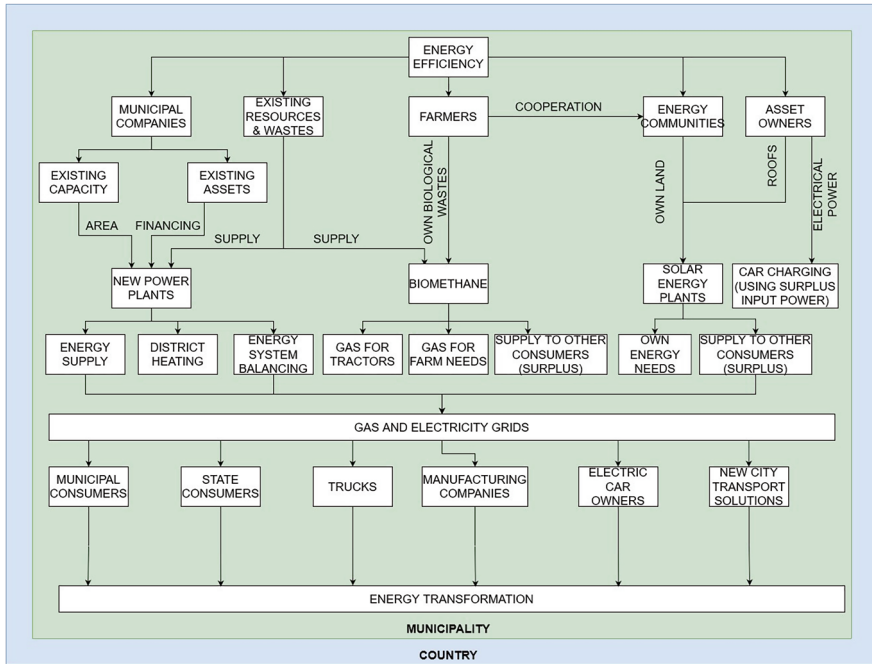 ENERGY
EFFICIENCY
MUNICIPAL
COMPANIES
EXISTING
RESOURCES
& WASTES
FARMERS
COOPERATION
ENERGY
COMMUNITIES
ASSET
OWNERS
EXISTING
CAPACITY
EXISTING
ASSETS
OWN BIOLOGICAL
WASTES
OWN LAND
ROOFS
ELECTRICAL
POWER
AREA
FINANCING
SUPPLY
SUPPLY
NEW POWER
PLANTS
BIOMETHANE
SOLAR
ENERGY
PLANTS
CAR CHARGING
(USING SURPLUS
INPUT POWER)
ENERGY
SUPPLY
DISTRICT
HEATING
ENERGY
SYSTEM
BALANCING
GAS FOR
TRACTORS
GAS FOR
FARM NEEDS
SUPPLY TO OTHER
CONSUMERS
(SURPLUS)
OWN
ENERGY
NEEDS
SUPPLY TO OTHER
CONSUMERS
(SURPLUS)
GAS AND ELECTRICITY GRIDS
MUNICIPAL
CONSUMERS
STATE
CONSUMERS
TRUCKS
MANUFACTURING
COMPANIES
ELECTRIC
CAR
OWNERS
NEW CITY
TRANSPORT
SOLUTIONS
ENERGY TRANSFORMATION
MUNICIPALITY
COUNTRY